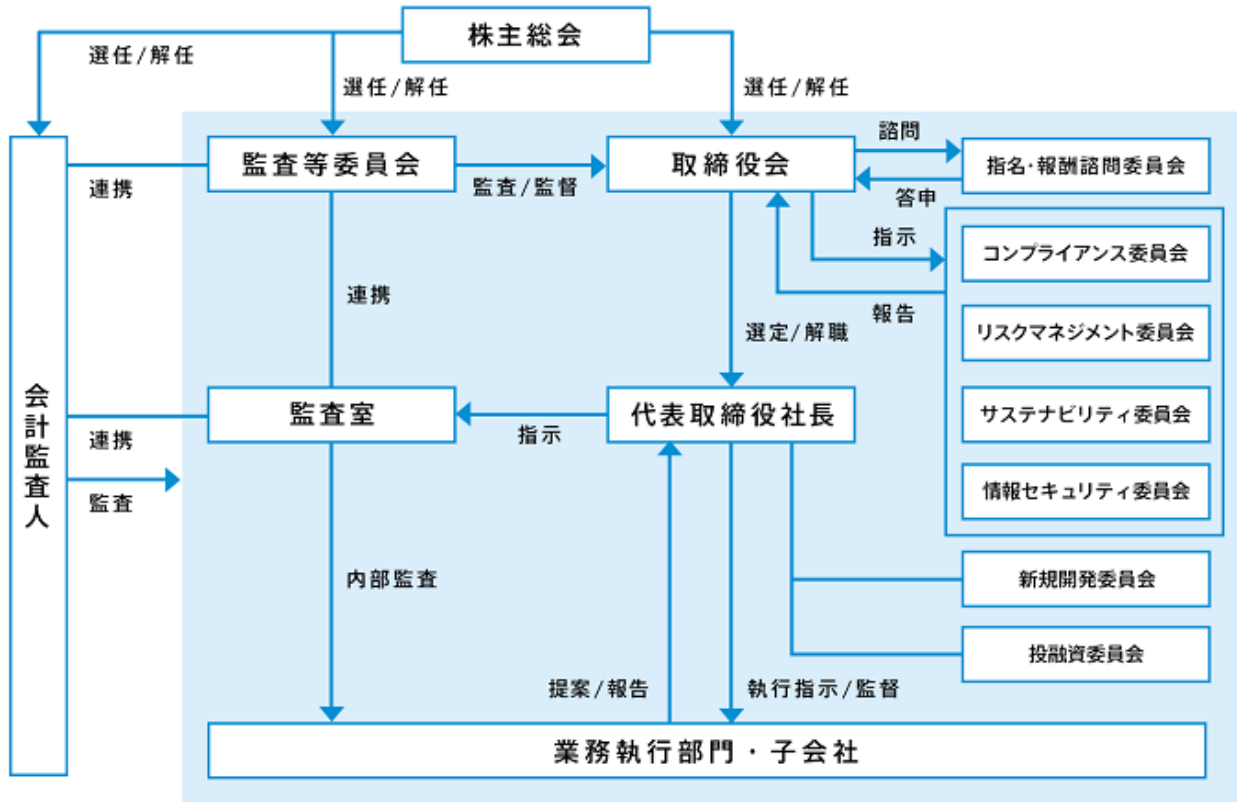 株主総会
選任/解任
選任/解任
選任/解任
監査等委員会
監査/監督
取締役会
諮問
答申
指名・報酬諮問委員会
連携
指示
報告
コンプライアンス委員会
リスクマネジメント委員会
サステナビリティ委員会
情報セキュリティ委員会
連携
選定/解職
会計監査人
監査室
指示
代表取締役社長
連携
監査
内部監査
新規開発委員会
投融資委員会
提案/報告
執行指示/監督
業務執行部門・子会社